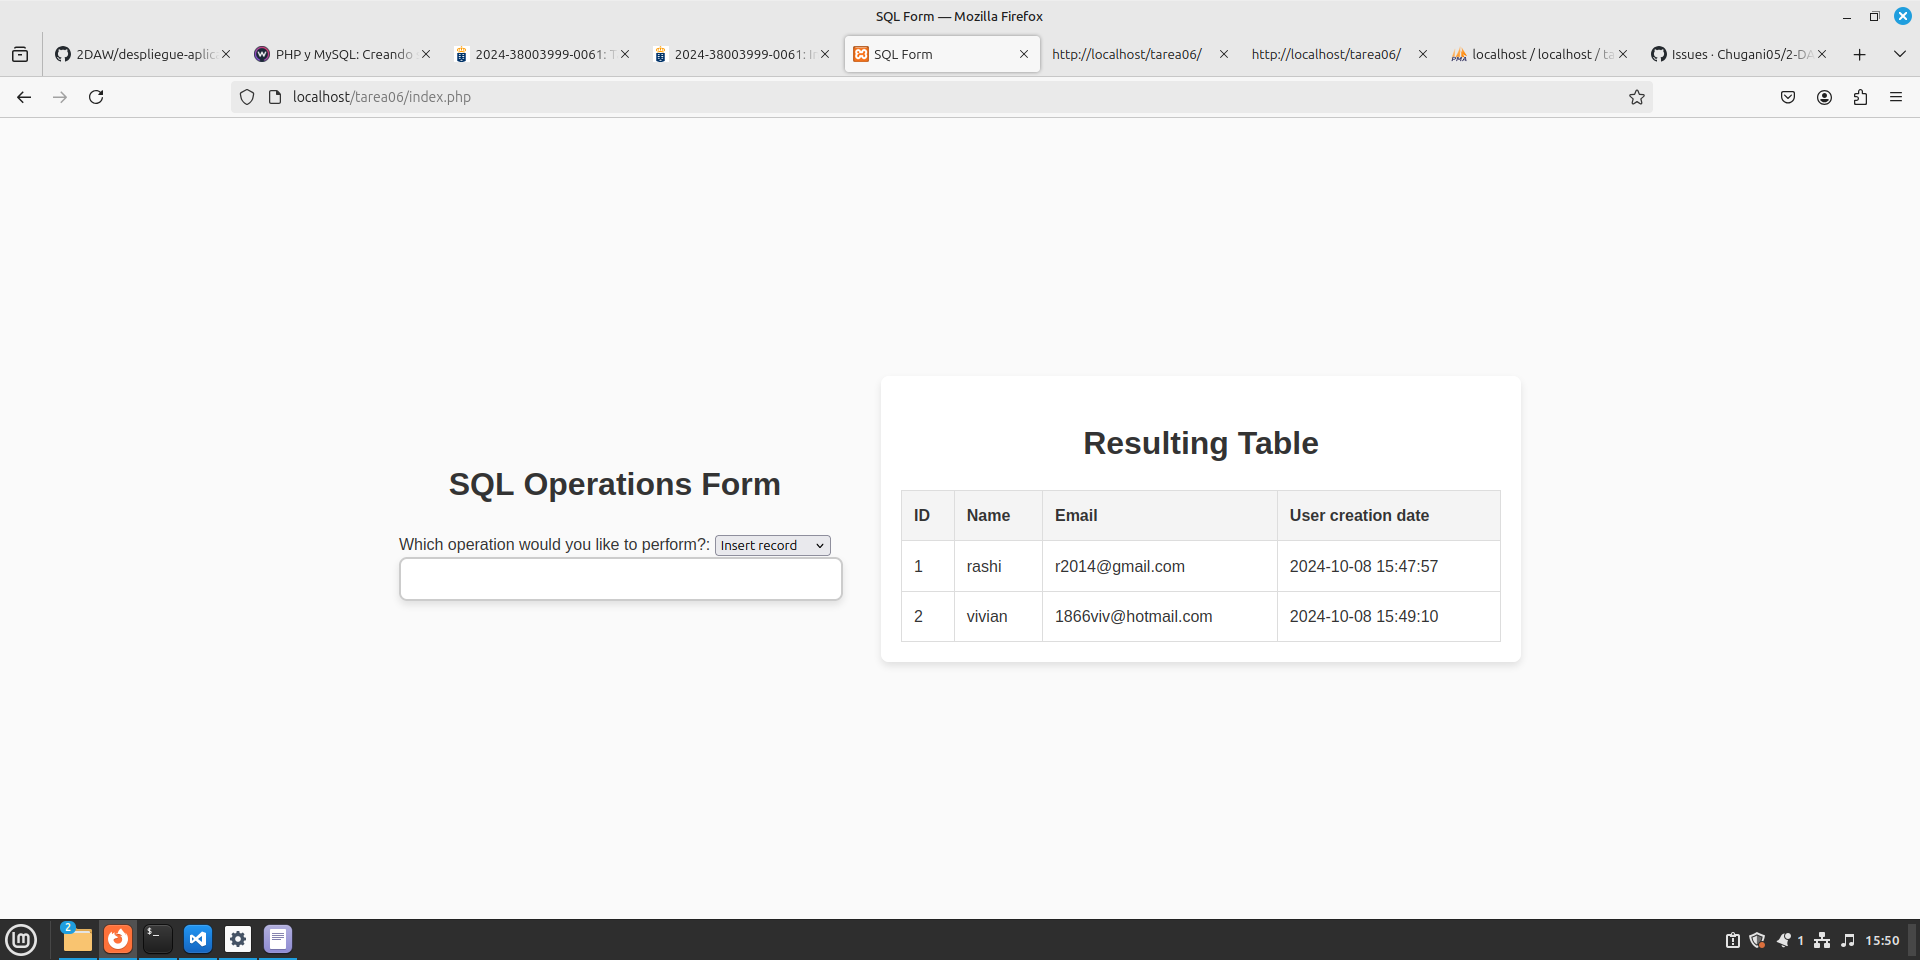 SQL Form — Mozilla Firefox
2DAW/despliegue-aplic
PHP y MySQL: Creando
2024-38003999-0061: T
2024-38003999-0061: I
SQL Form
http://localhost/tarea06/
http://localhost/tarea06/
localhost / localhost / ta
Issues · Chugani05/2-DA
localhost/tarea06/index.php
SQL Operations Form
Which operation would you like to perform?: Insert record
Resulting Table
ID Name Email User creation date
1 rashi r2014@gmail.com 2024-10-08 15:47:57
2 vivian 1866viv@hotmail.com 2024-10-08 15:49:10
2
1
15:50